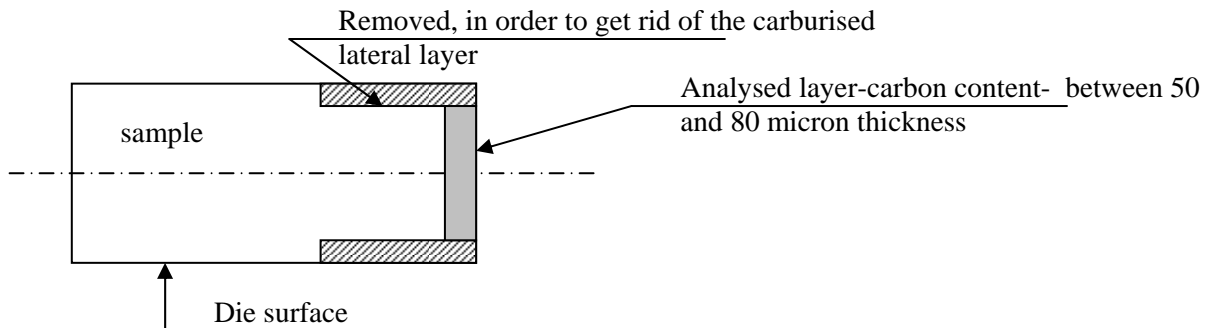 Removed, in order to get rid of the carburised
lateral layer
Analysed layer-carbon content- between 50
and 80 micron thickness
sample
Die surface